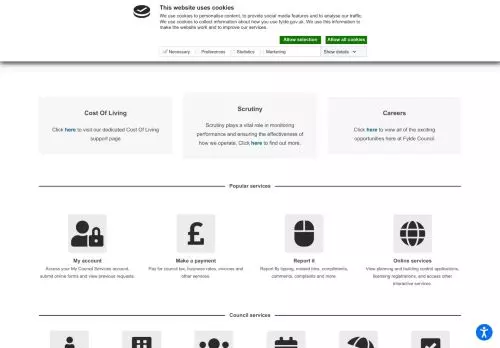 This website uses cookies
We use cookies to personalise content, to provide social media features and to analyse our traffic.
We use cookies to collect information about how you use fylde.gov.uk. We use this information to
make the website work and to improve our services.
Allow selection Allow all cookies
Necessary Preferences Statistics Marketing Show details
Cost Of Living
Click here to visit our dedicated Cost Of Living
support page.
Scrutiny
Scrutiny plays a vital role in monitoring
performance and ensuring the effectiveness of
how we operate. Click here to find out more.
Careers
Click here to view all of the exciting
opportunities here at Fylde Council.
Popular services
My account
Access your My Council Services account,
submit online forms and view previous requests.
Make a payment
Pay for council tax, business rates, invoices and
other services
Report it
Report fly tipping, missed bins, compliments,
comments, complaints and more
Online services
View planning and building control applications,
licensing registrations, and access other
interactive services
Council services